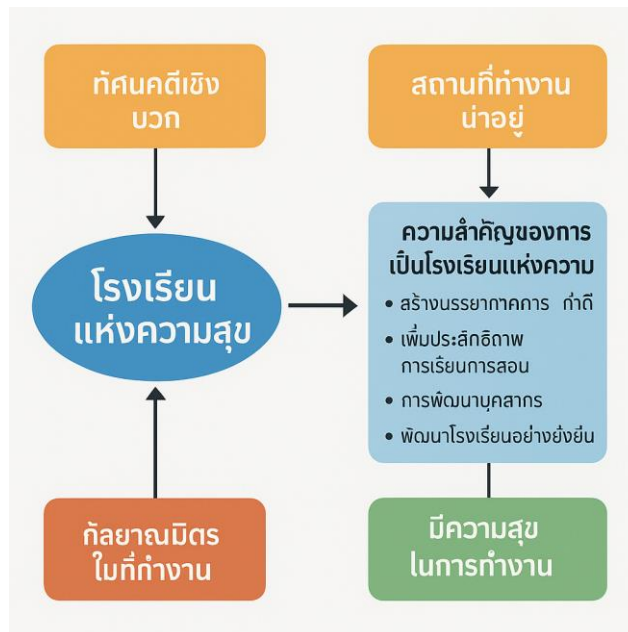 ทัศนคตีเชิง
บวก
สถานที่ทำงาน
น่าอยู่
โรงเรียน
แห่งความสุข
ความสำคัญของการ
เป็นโรงเรียนแห่งความ
• สร้างนรรยากาคการ ก่ำดี
• เพิ่มประสิกธิถาพ
การเรียนการสอน
• การพัฒนาบุคสากร
• พัฒนาโรงเรียนอย่างยั่งยืน
กัลยาณมิตร
ใมที่กำงาน
มีความสุข
ในการทำงาน